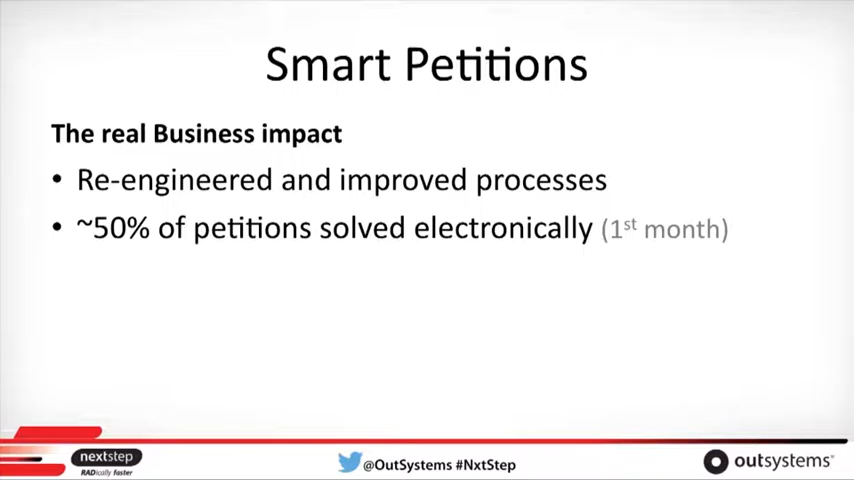 Smart Petitions
The real Business impact
• Re-engineered and improved processes
• ~50% of petitions solved electronically (1st month)
nextstep
RADically faster
@OutSystems #NxtStep
outsystems™